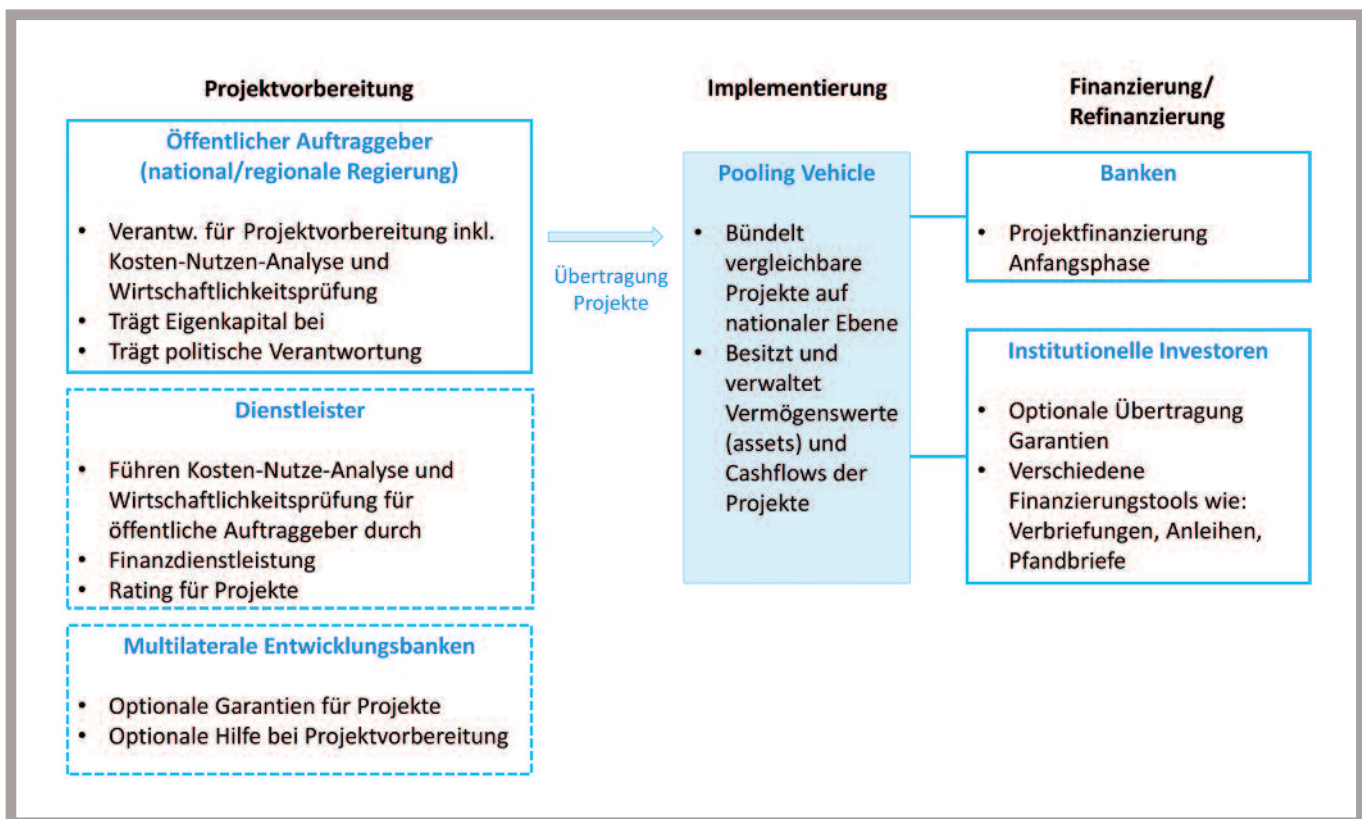 Projektvorbereitung
Öffentlicher Auftraggeber
(national/regionale Regierung)
• Verantw. für Projektvorbereitung inkl.
Kosten-Nutzen-Analyse und
Wirtschaftlichkeitsprüfung
• Trägt Eigenkapital bei
• Trägt politische Verantwortung
Dienstleister
• Führen Kosten-Nutze-Analyse und
Wirtschaftlichkeitsprüfung für
öffentliche Auftraggeber durch
• Finanzdienstleistung
• Rating für Projekte
Multilaterale Entwicklungsbanken
• Optionale Garantien für Projekte
• Optionale Hilfe bei Projektvorbereitung
Übertragung
Projekte
Implementierung
Pooling Vehicle
• Bündelt
vergleichbare
Projekte auf
nationaler Ebene
• Besitzt und
verwaltet
Vermögenswerte
(assets) und
Cashflows der
Projekte
Finanzierung/
Refinanzierung
Banken
• Projektfinanzierung
Anfangsphase
Institutionelle Investoren
• Optionale Übertragung
Garantien
• Verschiedene
Finanzierungstools wie:
Verbriefungen, Anleihen,
Pfandbriefe